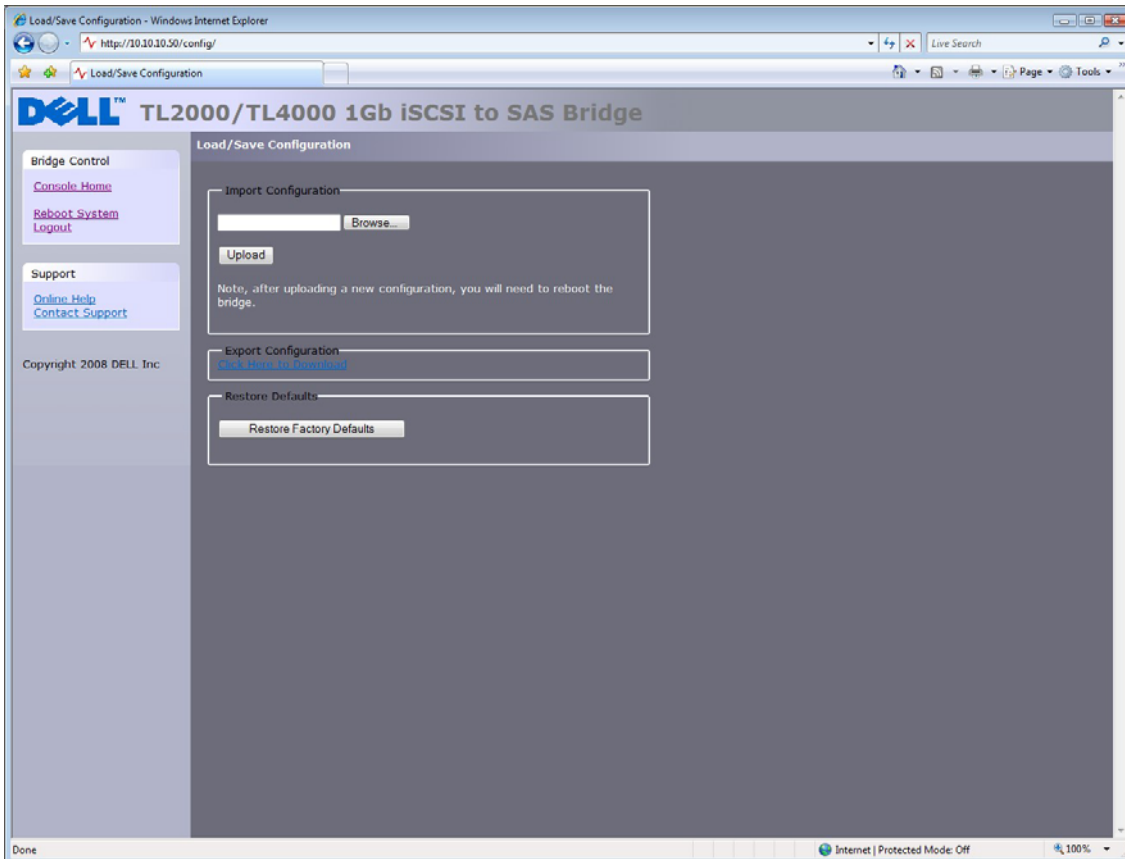 Load/Save Configuration - Windows Internet Explorer
http://10.10.10.50/config/
Live Search
Load/Save Configuration
Page
Tools
DELL™ TL2000/TL4000 1Gb iSCSI to SAS Bridge
Load/Save Configuration
Bridge Control
Console Home
Reboot System
Logout
Support
Online Help
Contact Support
Copyright 2008 DELL Inc
Import Configuration
Browse...
Upload
Note, after uploading a new configuration, you will need to reboot the
bridge.
Export Configuration
Click Here to Download
Restore Defaults
Restore Factory Defaults
Done
Internet | Protected Mode: Off
100%